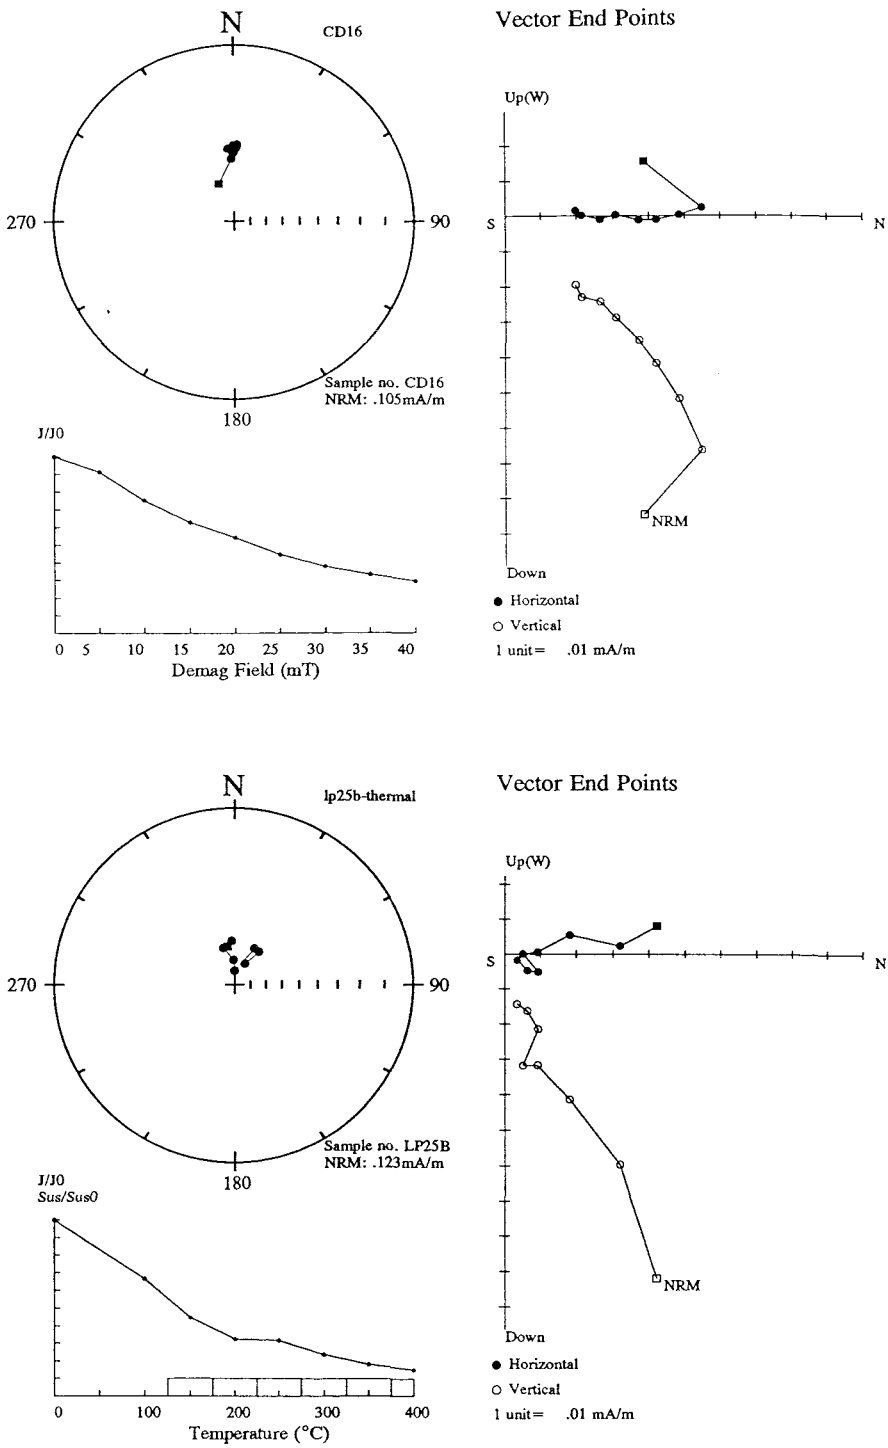 N
CD16
Vector End Points
Up(W)
270
90
S
N
Sample no. CD16
NRM: .105mA/m
180
J/J0
NRM
Down
● Horizontal
○ Vertical
1 unit= .01 mA/m
0 5 10 15 20 25 30 35 40
Demag Field (mT)
N
lp25b-thermal
Vector End Points
Up(W)
270
90
S
N
Sample no. LP25B
NRM: .123mA/m
180
J/J0
Sus/Sus0
NRM
Down
● Horizontal
○ Vertical
1 unit= .01 mA/m
0 100 200 300 400
Temperature (°C)